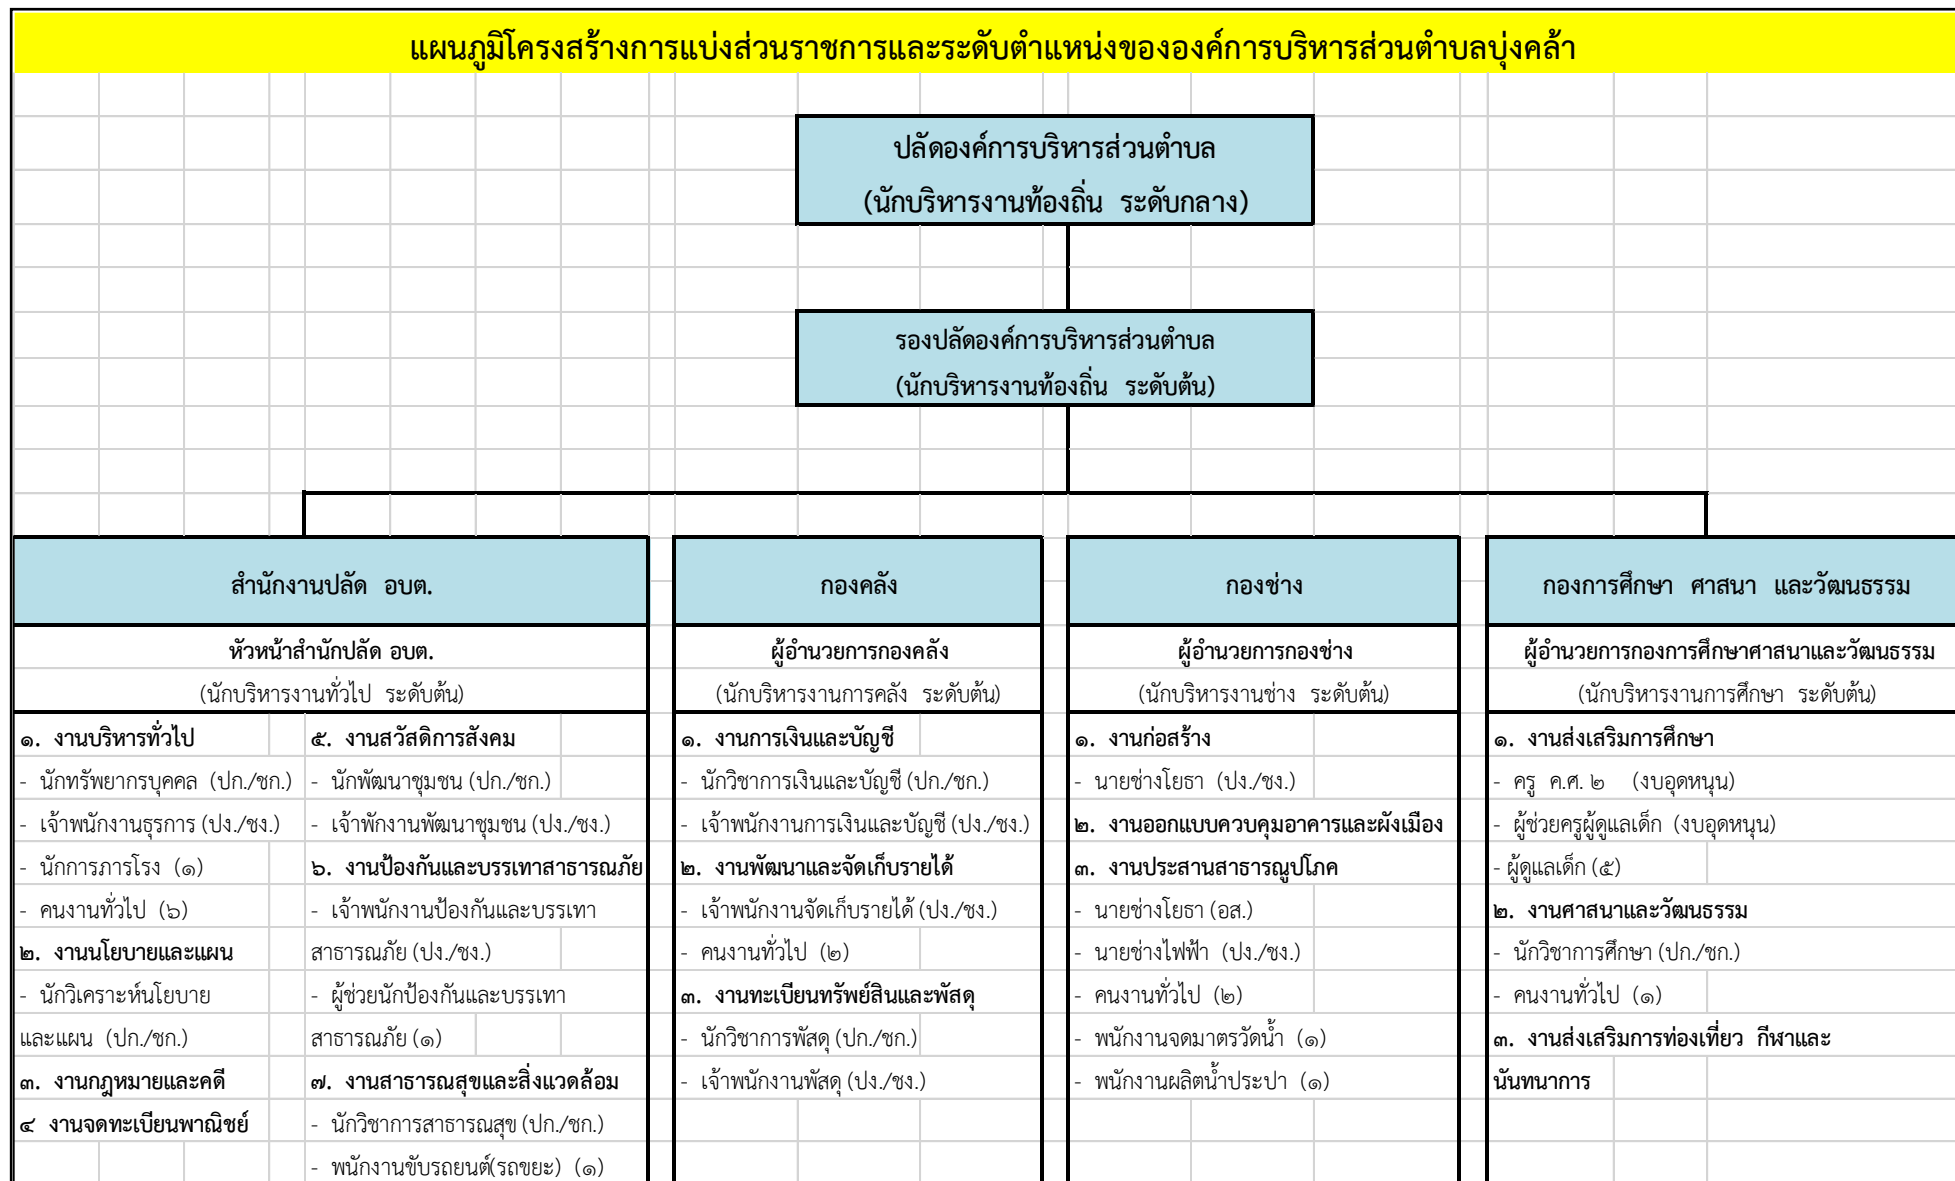 แผนภูมิโครงสร้างการแบ่งส่วนราชการและระดับตำแหน่งขององค์การบริหารส่วนตำบลบุ่งคล้า
ปลัดองค์การบริหารส่วนตำบล
(นักบริหารงานท้องถิ่น ระดับกลาง)
รองปลัดองค์การบริหารส่วนตำบล
(นักบริหารงานท้องถิ่น ระดับต้น)
สำนักงานปลัด อบต.
หัวหน้าสำนักปลัด อบต.
(นักบริหารงานทั่วไป ระดับต้น)
๑. งานบริหารทั่วไป
- นักทรัพยากรบุคคล (ปก./ชก.)
- เจ้าพนักงานธุรการ (ปง./ชง.)
- นักการภารโรง (๑)
- คนงานทั่วไป (๖)
๒. งานนโยบายและแผน
- นักวิเคราะห์นโยบาย
และแผน (ปก./ชก.)
๓. งานกฎหมายและคดี
๔ งานจดทะเบียนพาณิชย์
๕. งานสวัสดิการสังคม
- นักพัฒนาชุมชน (ปก./ชก.)
- เจ้าพักงานพัฒนาชุมชน (ปง./ชง.)
๖. งานป้องกันและบรรเทาสาธารณภัย
- เจ้าพนักงานป้องกันและบรรเทา
สาธารณภัย (ปง./ชง.)
- ผู้ช่วยนักป้องกันและบรรเทา
สาธารณภัย (๑)
๗. งานสาธารณสุขและสิ่งแวดล้อม
- นักวิชาการสาธารณสุข (ปก./ชก.)
- พนักงานขับรถยนต์(รถขยะ) (๑)
กองคลัง
ผู้อำนวยการกองคลัง
(นักบริหารงานการคลัง ระดับต้น)
๑. งานการเงินและบัญชี
- นักวิชาการเงินและบัญชี (ปก./ชก.)
- เจ้าพนักงานการเงินและบัญชี (ปง./ชง.)
๒. งานพัฒนาและจัดเก็บรายได้
- เจ้าพนักงานจัดเก็บรายได้ (ปง./ชง.)
- คนงานทั่วไป (๒)
๓. งานทะเบียนทรัพย์สินและพัสดุ
- นักวิชาการพัสดุ (ปก./ชก.)
- เจ้าพนักงานพัสดุ (ปง./ชง.)
กองช่าง
ผู้อำนวยการกองช่าง
(นักบริหารงานช่าง ระดับต้น)
๑. งานก่อสร้าง
- นายช่างโยธา (ปง./ชง.)
๒. งานออกแบบควบคุมอาคารและผังเมือง
๓. งานประสานสาธารณูปโภค
- นายช่างโยธา (อส.)
- นายช่างไฟฟ้า (ปง./ชง.)
- คนงานทั่วไป (๒)
- พนักงานจดมาตรวัดน้ำ (๑)
- พนักงานผลิตน้ำประปา (๑)
กองการศึกษา ศาสนา และวัฒนธรรม
ผู้อำนวยการกองการศึกษาศาสนาและวัฒนธรรม
(นักบริหารงานการศึกษา ระดับต้น)
๑. งานส่งเสริมการศึกษา
- ครู ค.ศ. ๒ (งบอุดหนุน)
- ผู้ช่วยครูผู้ดูแลเด็ก (งบอุดหนุน)
- ผู้ดูแลเด็ก (๕)
๒. งานศาสนาและวัฒนธรรม
- นักวิชาการศึกษา (ปก./ชก.)
- คนงานทั่วไป (๑)
๓. งานส่งเสริมการท่องเที่ยว กีฬาและ
นันทนาการ